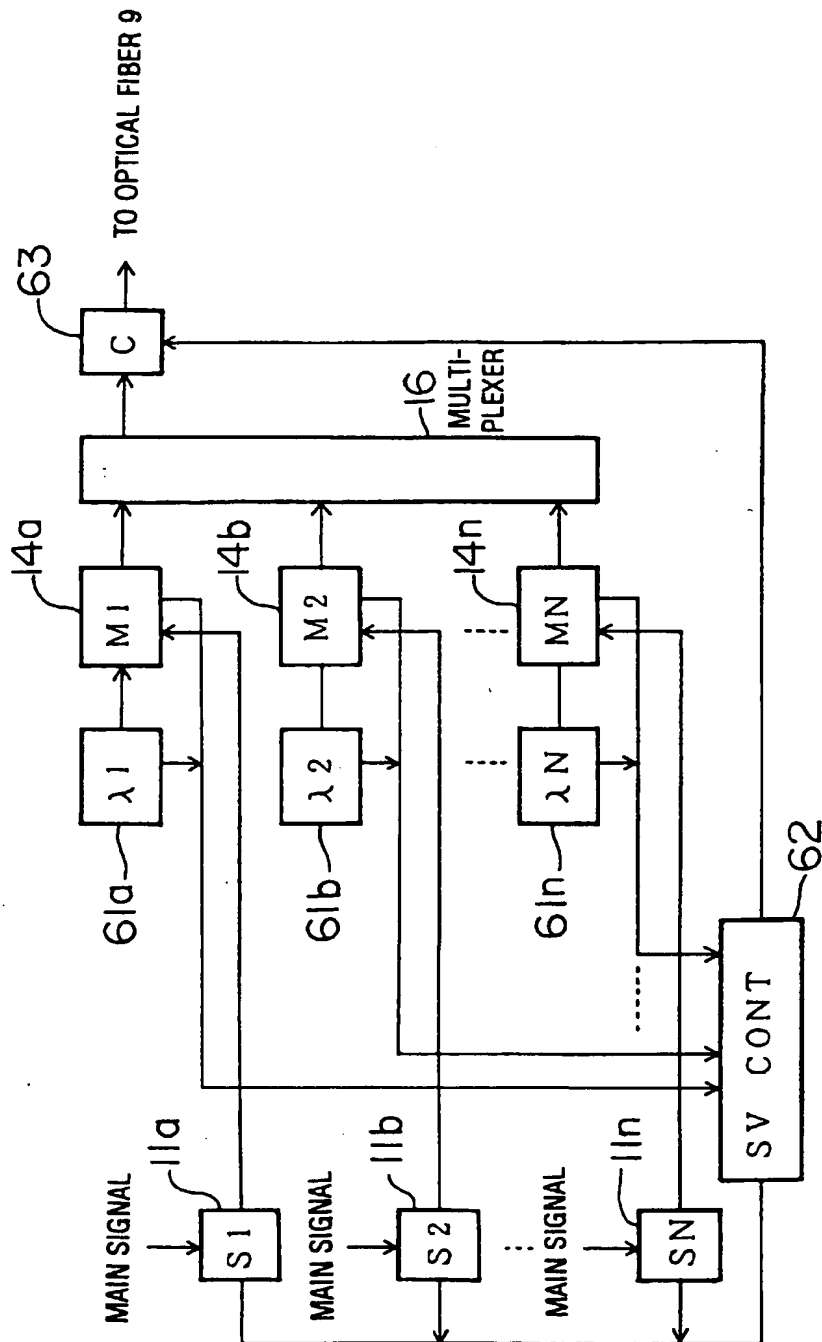 14a
63
MAIN SIGNAL
λ1
M1
C
TO OPTICAL FIBER 9
61a
11a
S1
14b
MAIN SIGNAL
λ2
M2
61b
11b
S2
16
MULTI-
PLEXER
14n
MAIN SIGNAL
λN
MN
61n
11n
SN
SV CONT
62